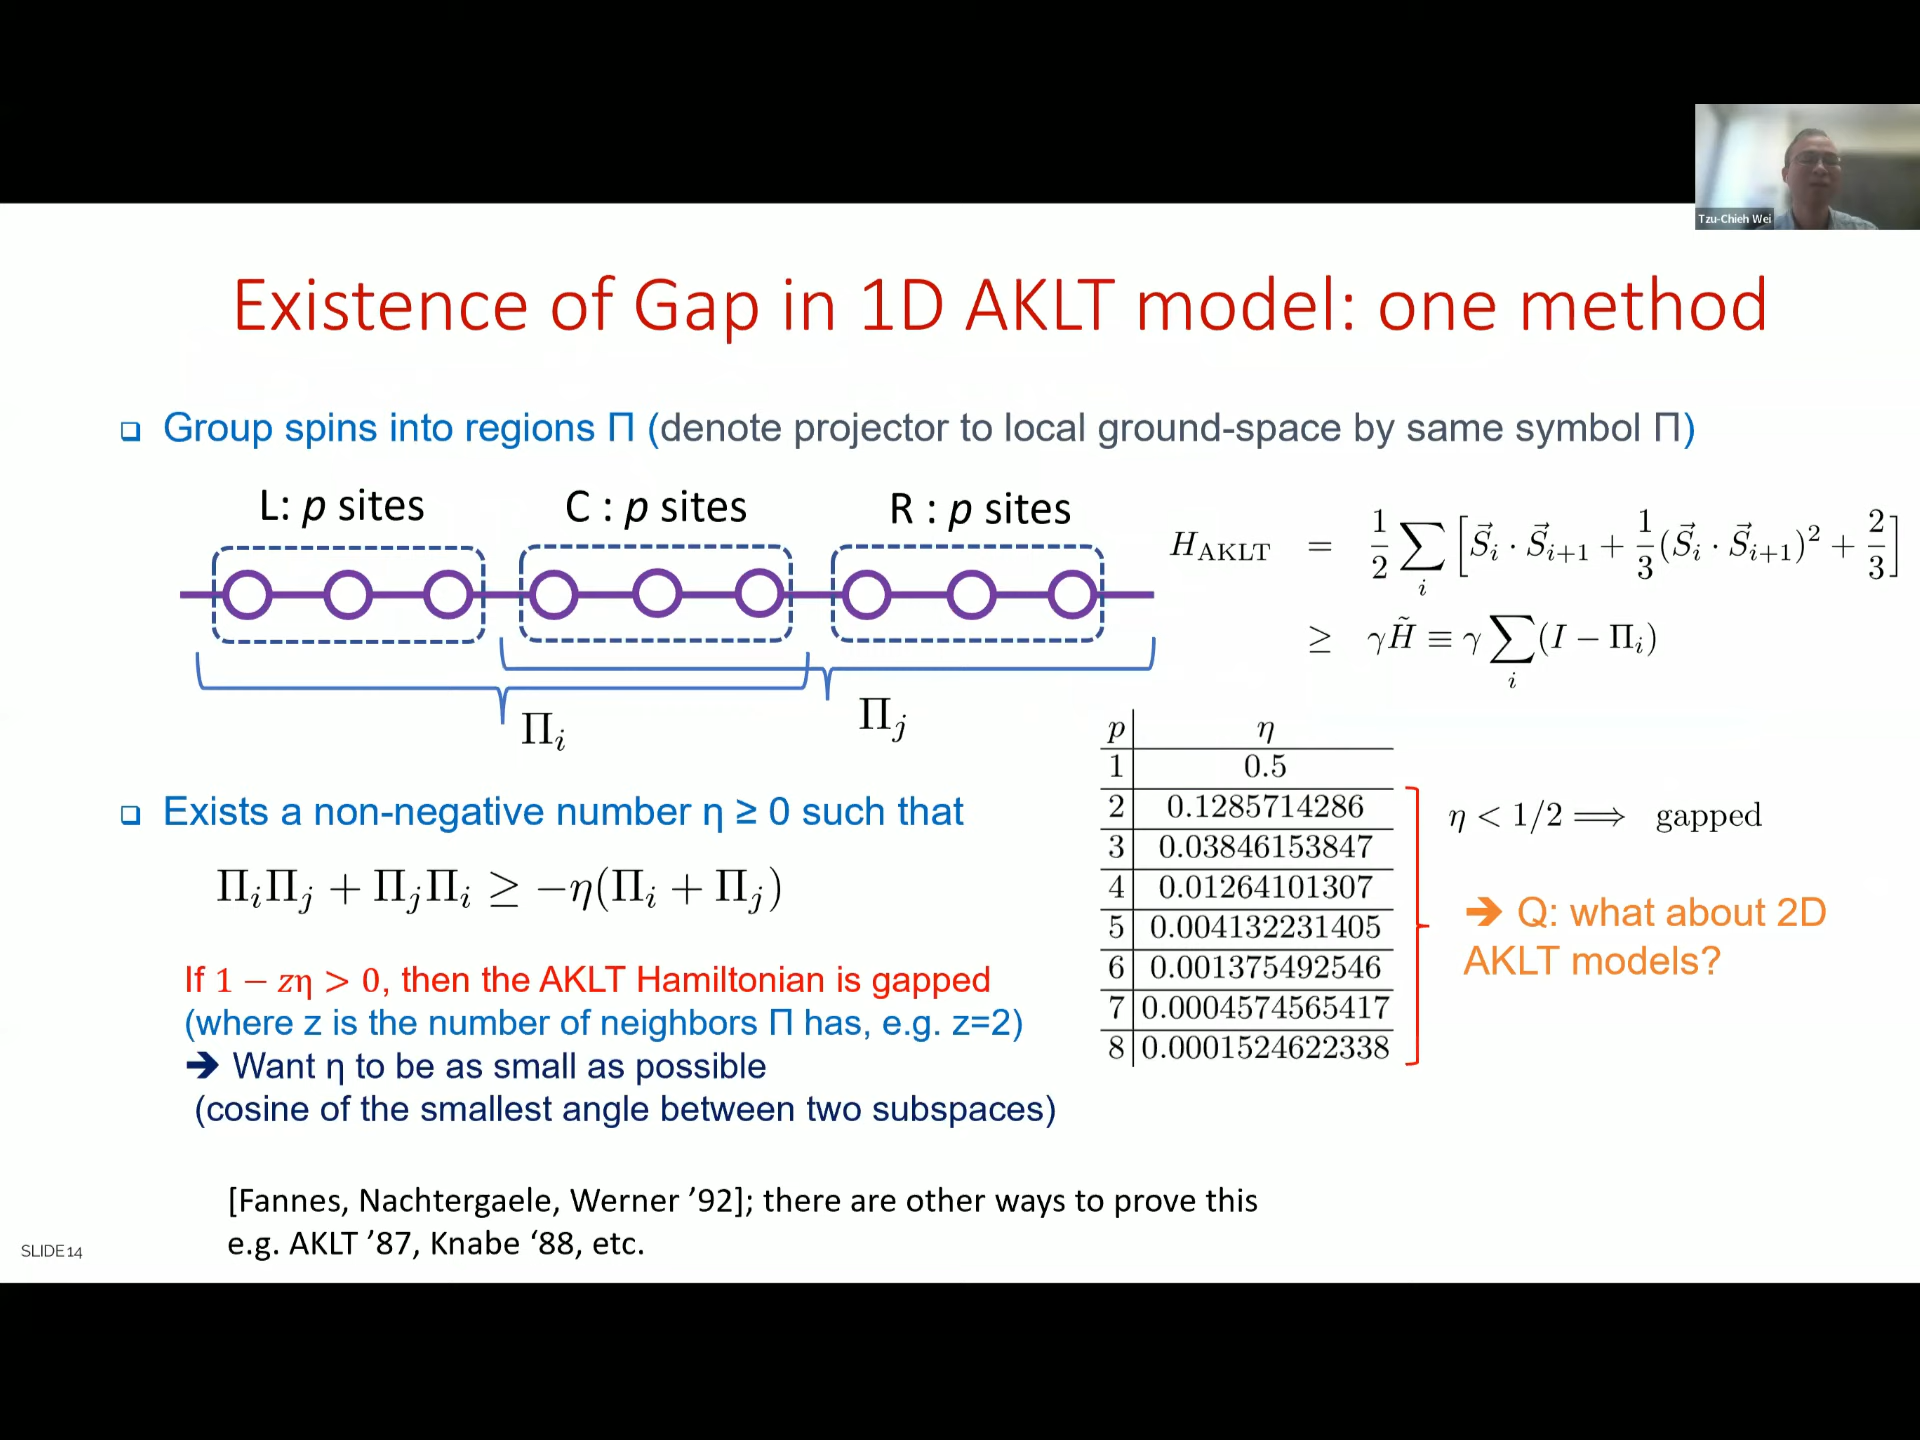 Tzu-Chieh Wei
Existence of Gap in 1D AKLT model: one method
❑ Group spins into regions Π (denote projector to local ground-space by same symbol Π)
L: p sites
C : p sites
R : p sites
Π_i
Π_j
H_AKLT = 1/2 ∑_i [S⃗_i · S⃗_{i+1} + 1/3 (S⃗_i · S⃗_{i+1})² + 2/3]
≥ γH̃ ≡ γ ∑_i (I − Π_i)
❑ Exists a non-negative number η ≥ 0 such that
Π_iΠ_j + Π_jΠ_i ≥ −η(Π_i + Π_j)
If 1 − zη > 0, then the AKLT Hamiltonian is gapped
(where z is the number of neighbors Π has, e.g. z=2)
➔ Want η to be as small as possible
(cosine of the smallest angle between two subspaces)
p η
1 0.5
2 0.1285714286
3 0.03846153847
4 0.01264101307
5 0.004132231405
6 0.001375492546
7 0.0004574565417
8 0.0001524622338
η < 1/2 ⟹ gapped
➔ Q: what about 2D
AKLT models?
[Fannes, Nachtergaele, Werner ’92]; there are other ways to prove this
e.g. AKLT ’87, Knabe ‘88, etc.
SLIDE 14